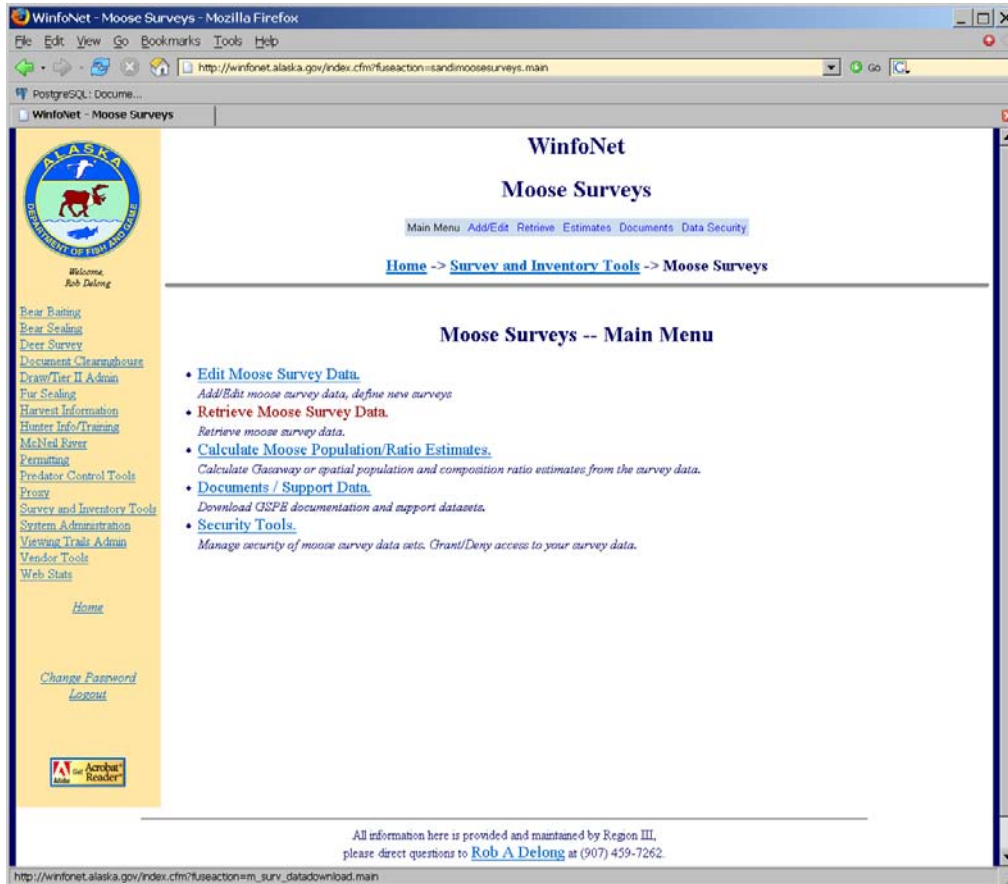 WinfoNet - Moose Surveys - Mozilla Firefox
File Edit View Go Bookmarks Tools Help
http://winfonet.alaska.gov/index.cfm?fuseaction=sandimoosesurveys.main
Go
PostgreSQL: Docume...
WinfoNet - Moose Surveys
ALASKA
DEPARTMENT OF FISH AND GAME
Welcome,
Rob Delong
Bear Baiting
Bear Sealing
Deer Survey
Document Clearinghouse
Draw/Tier II Admin
Fur Sealing
Harvest Information
Hunter Info/Training
McNeil River
Permitting
Predator Control Tools
Proxy
Survey and Inventory Tools
System Administration
Viewing Trails Admin
Vendor Tools
Web Stats
Home
Change Password
Logout
Adobe
Get Acrobat
Reader
WinfoNet
Moose Surveys
Main Menu Add/Edit Retrieve Estimates Documents Data Security
Home -> Survey and Inventory Tools -> Moose Surveys
Moose Surveys -- Main Menu
• Edit Moose Survey Data.
Add/Edit moose survey data, define new surveys
• Retrieve Moose Survey Data.
Retrieve moose survey data.
• Calculate Moose Population/Ratio Estimates.
Calculate Gasaway or spatial population and composition ratio estimates from the survey data.
• Documents / Support Data.
Download GSPE documentation and support datasets.
• Security Tools.
Manage security of moose survey data sets. Grant/Deny access to your survey data.
All information here is provided and maintained by Region III,
please direct questions to Rob A Delong at (907) 459-7262.
http://winfonet.alaska.gov/index.cfm?fuseaction=m_surv_datadownload.main